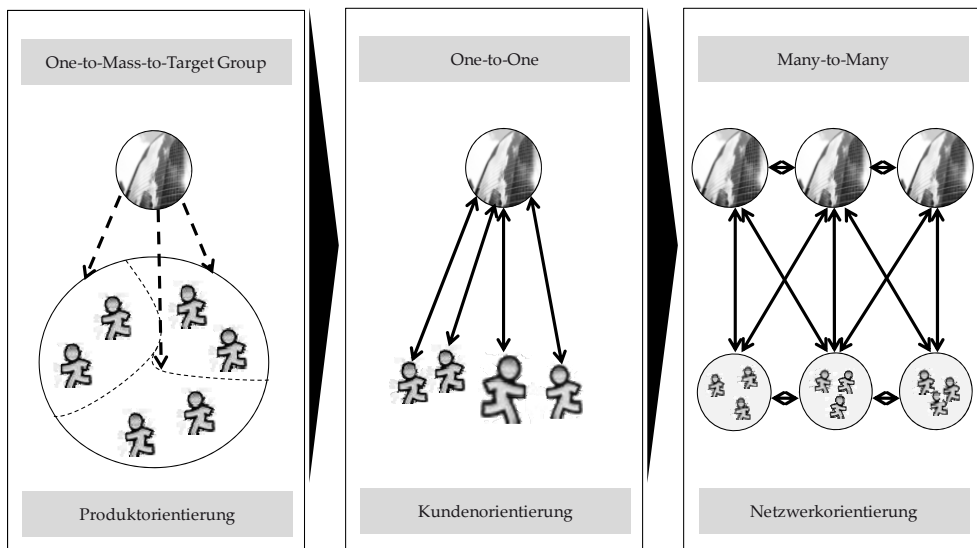 One-to-Mass-to-Target Group
One-to-One
Many-to-Many
Produktorientierung
Kundenorientierung
Netzwerkorientierung